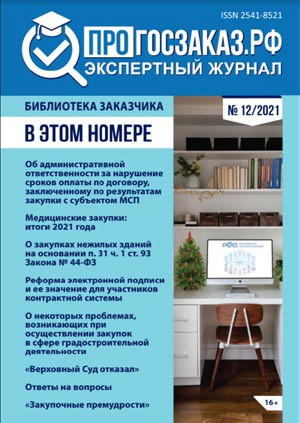 ISSN 2541-8521
ПРОГОСЗАКАЗ.РФ
ЭКСПЕРТНЫЙ ЖУРНАЛ
БИБЛИОТЕКА ЗАКАЗЧИКА
№ 12/2021
В ЭТОМ НОМЕРЕ
Об административной
ответственности за нарушение
сроков оплаты по договору,
заключенному по результатам
закупки с субъектом МСП
Медицинские закупки:
итоги 2021 года
О закупках нежилых зданий
на основании п. 31 ч. 1 ст. 93
Закона № 44-ФЗ
Реформа электронной подписи
и ее значение для участников
контрактной системы
О некоторых проблемах,
возникающих при
осуществлении закупок
в сфере градостроительной
деятельности
«Верховный Суд отказал»
Ответы на вопросы
«Закупочные премудрости»
16+